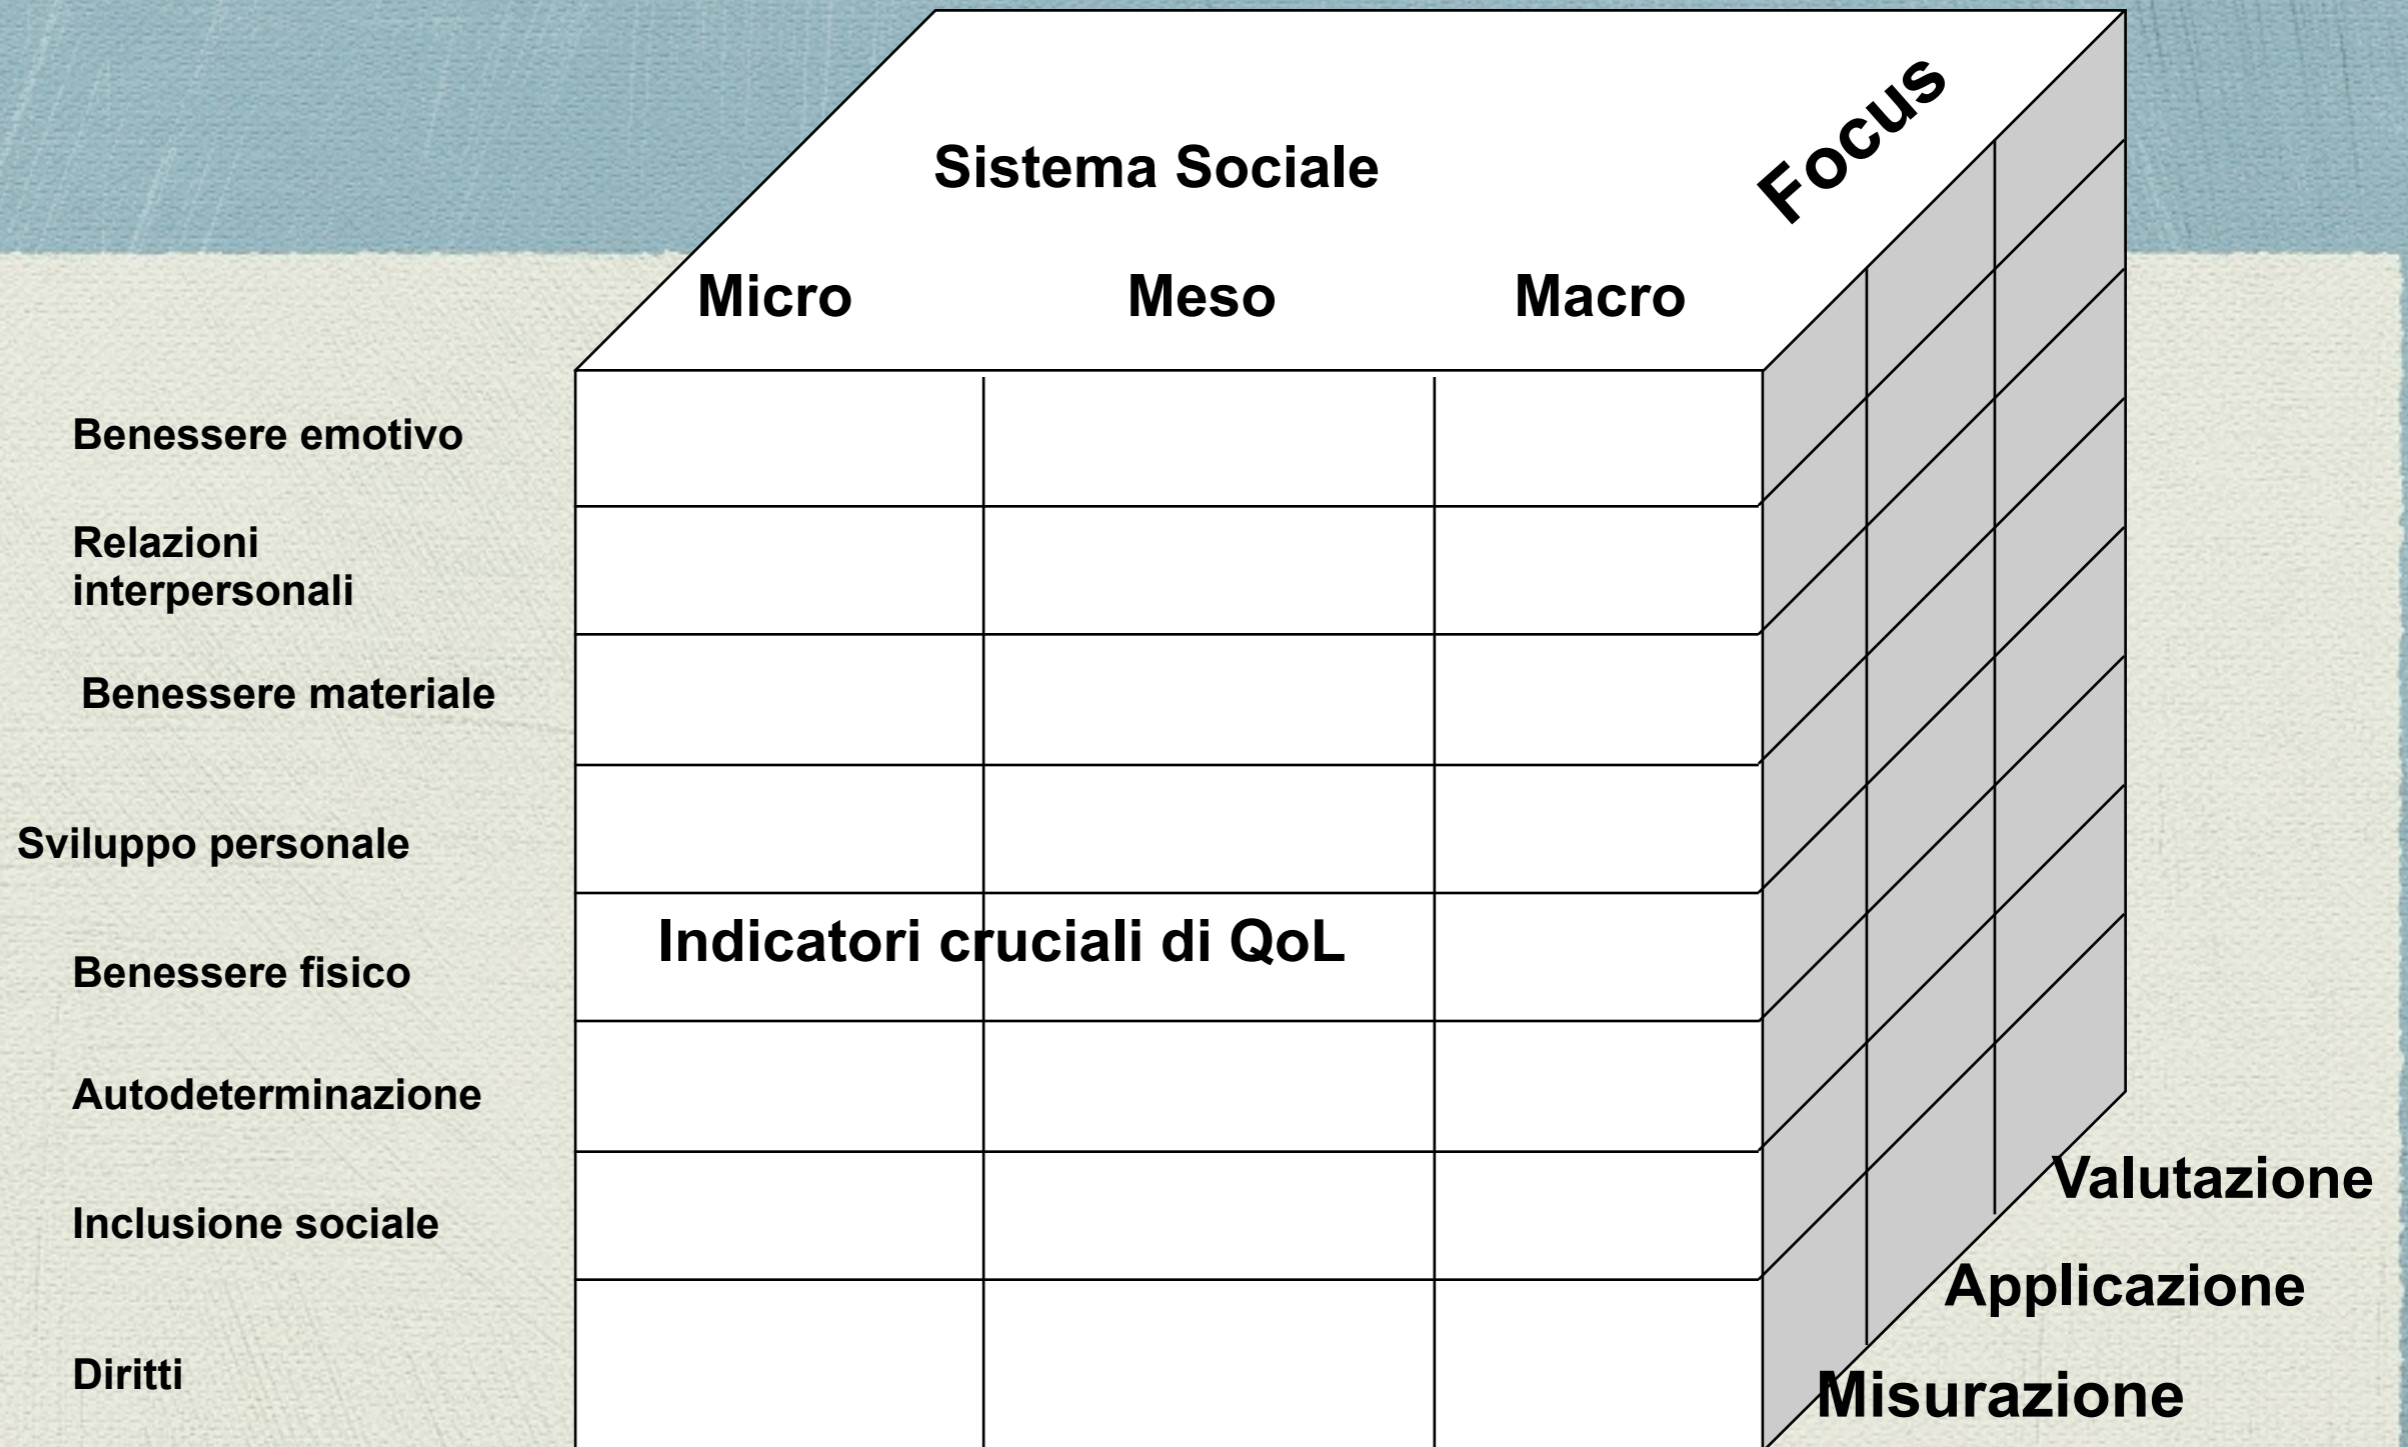 Sistema Sociale
Focus
Micro
Meso
Macro
Benessere emotivo
Relazioni
interpersonali
Benessere materiale
Sviluppo personale
Indicatori cruciali di QoL
Benessere fisico
Autodeterminazione
Inclusione sociale
Diritti
Valutazione
Applicazione
Misurazione